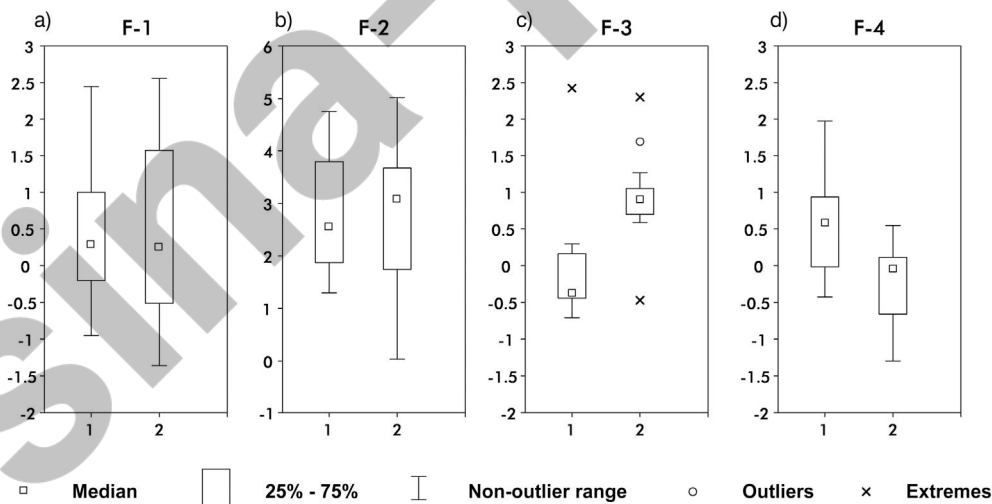 a) b) c) d)
F-1 F-2 F-3 F-4
3 6 3 3
2.5 5 2.5 2.5
2 4 2 2
1.5 3 1.5 1.5
1 2 1 1
0.5 1 0.5 0.5
0 0 0 0
-0.5 -1 -0.5 -0.5
-1 -1 -1
-1.5 -1.5 -1.5
-2 -2 -2
1 2 1 2 1 2 1 2
Median 25% - 75% Non-outlier range Outliers Extremes
sina-